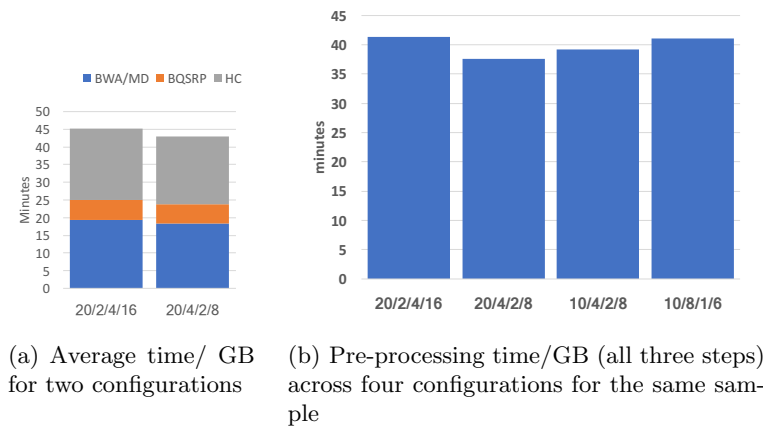 BWA/MD BQSRP HC
50
45
40
35
30
25
20
15
10
5
0
Minutes
20/2/4/16 20/4/2/8
(a) Average time/ GB
for two configurations
45
40
35
30
25
20
15
10
5
0
minutes
20/2/4/16 20/4/2/8 10/4/2/8 10/8/1/6
(b) Pre-processing time/GB (all three steps)
across four configurations for the same sam-
ple